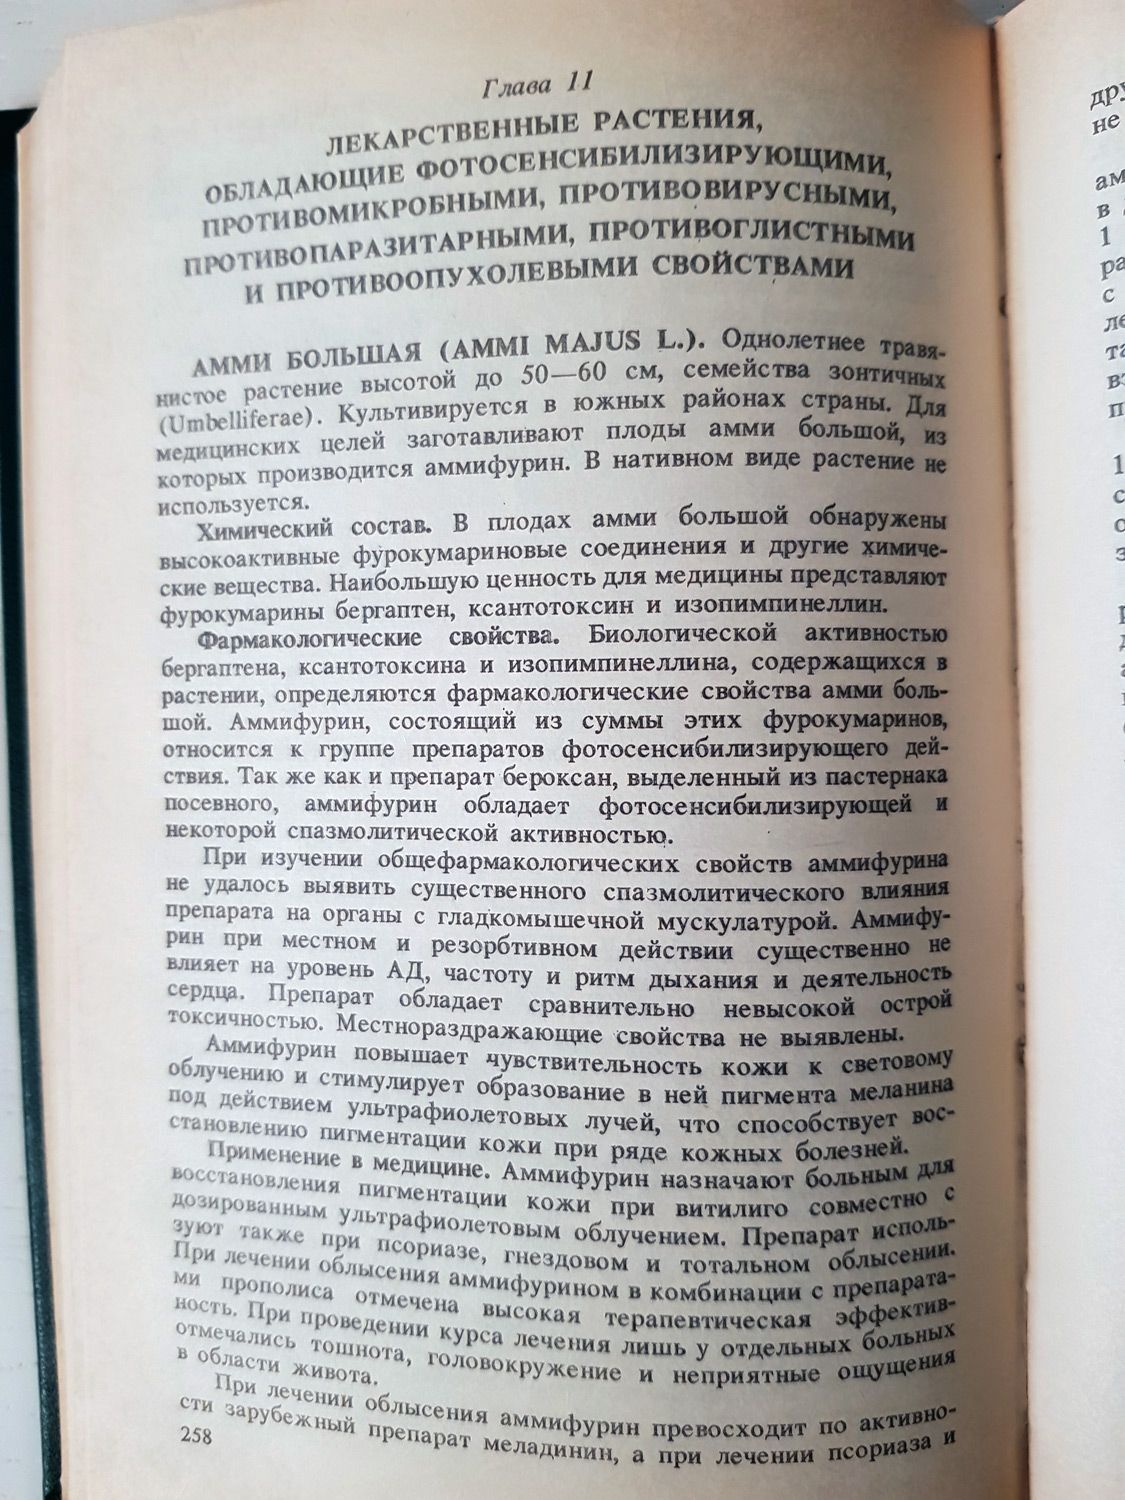 Глава 11
ЛЕКАРСТВЕННЫЕ РАСТЕНИЯ,
ОБЛАДАЮЩИЕ ФОТОСЕНСИБИЛИЗИРУЮЩИМИ,
ПРОТИВОМИКРОБНЫМИ, ПРОТИВОВИРУСНЫМИ,
ПРОТИВОПАРАЗИТАРНЫМИ, ПРОТИВОГЛИСТНЫМИ
И ПРОТИВООПУХОЛЕВЫМИ СВОЙСТВАМИ
АММИ БОЛЬШАЯ (AMMI MAJUS L.). Однолетнее травя-
нистое растение высотой до 50—60 см, семейства зонтичных
(Umbelliferae). Культивируется в южных районах страны. Для
медицинских целей заготавливают плоды амми большой, из
которых производится аммифурин. В нативном виде растение не
используется.
Химический состав. В плодах амми большой обнаружены
высокоактивные фурокумариновые соединения и другие химиче-
ские вещества. Наибольшую ценность для медицины представляют
фурокумарины бергаптен, ксантотоксин и изопимпинеллин.
Фармакологические свойства. Биологической активностью
бергаптена, ксантотоксина и изопимпинеллина, содержащихся в
растении, определяются фармакологические свойства амми боль-
шой. Аммифурин, состоящий из суммы этих фурокумаринов,
относится к группе препаратов фотосенсибилизирующего дей-
ствия. Так же как и препарат бероксан, выделенный из пастернака
посевного, аммифурин обладает фотосенсибилизирующей и
некоторой спазмолитической активностью.
При изучении общефармакологических свойств аммифурина
не удалось выявить существенного спазмолитического влияния
препарата на органы с гладкомышечной мускулатурой. Аммифу-
рин при местном и резорбтивном действии существенно не
влияет на уровень АД, частоту и ритм дыхания и деятельность
сердца. Препарат обладает сравнительно невысокой острой
токсичностью. Местнораздражающие свойства не выявлены.
Аммифурин повышает чувствительность кожи к световому
облучению и стимулирует образование в ней пигмента меланина
под действием ультрафиолетовых лучей, что способствует вос-
становлению пигментации кожи при ряде кожных болезней.
Применение в медицине. Аммифурин назначают больным для
восстановления пигментации кожи при витилиго совместно с
дозированным ультрафиолетовым облучением. Препарат исполь-
зуют также при псориазе, гнездовом и тотальном облысении.
При лечении облысения аммифурином в комбинации с препарата-
ми прополиса отмечена высокая терапевтическая эффектив-
ность. При проведении курса лечения лишь у отдельных больных
отмечались тошнота, головокружение и неприятные ощущения
в области живота.
При лечении облысения аммифурин превосходит по активно-
сти зарубежный препарат меладинин, а при лечении псориаза и
258
не
в
1
с